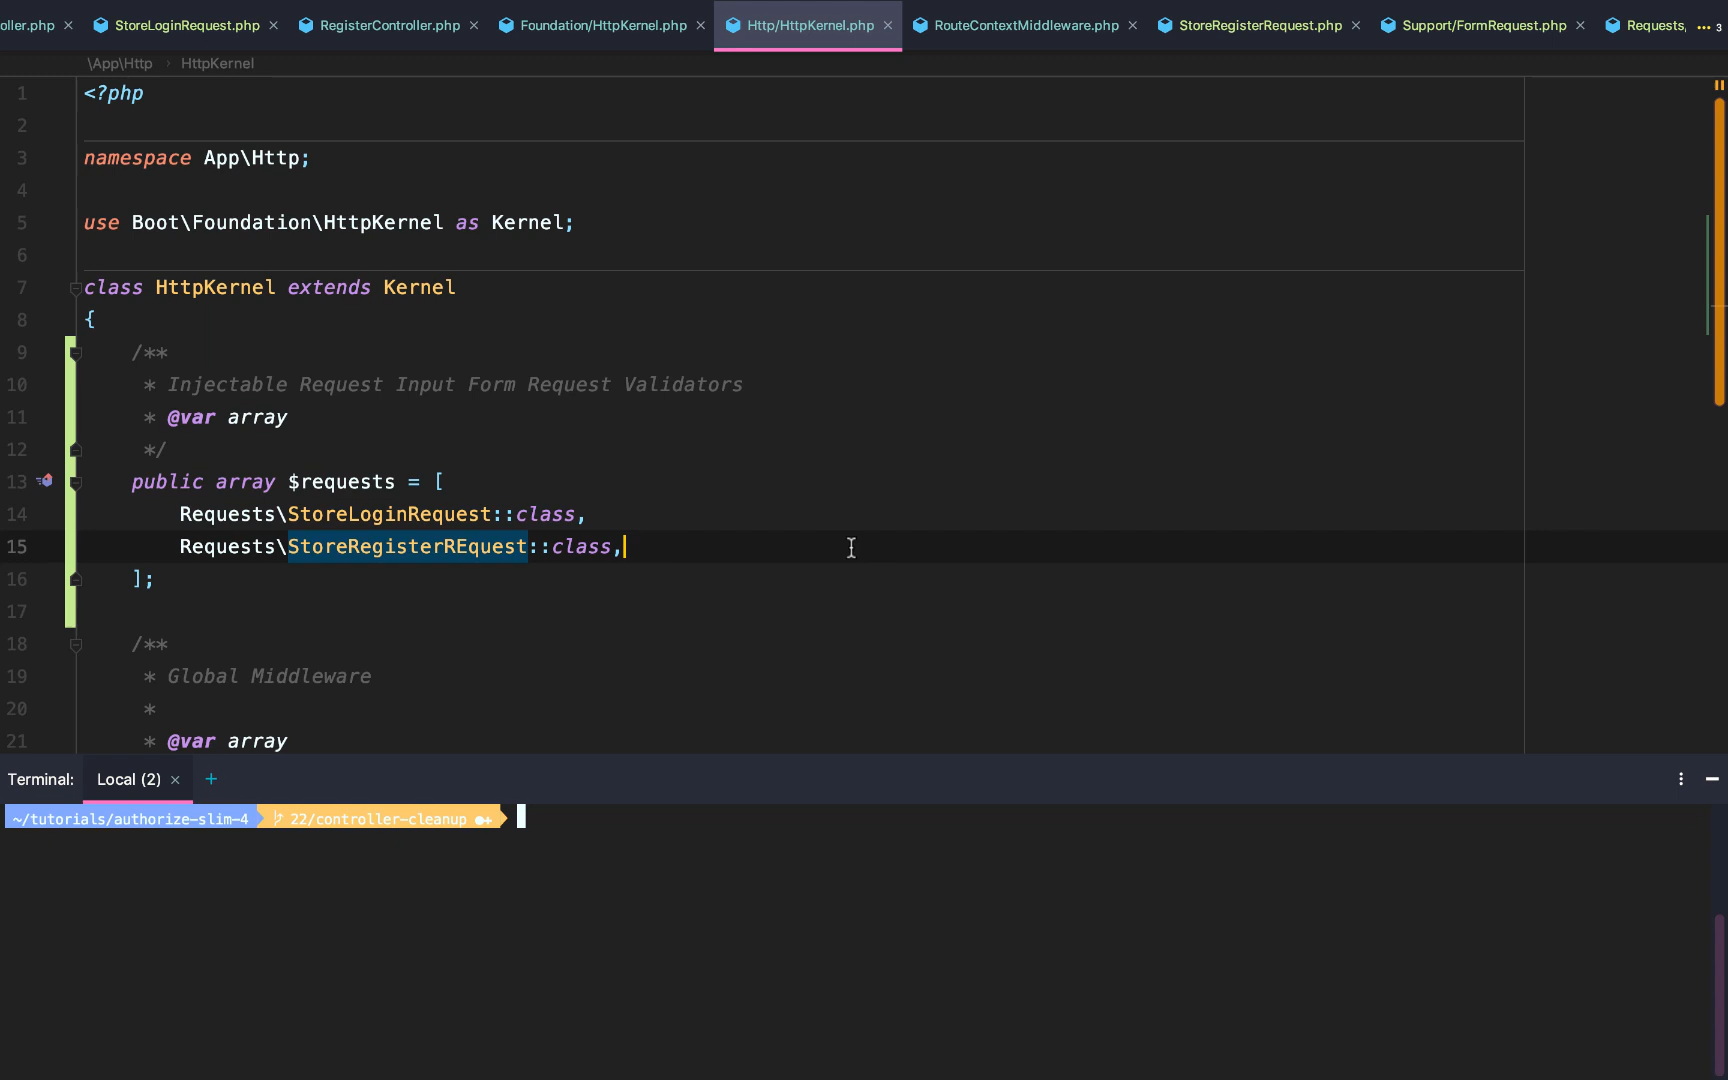 oller.php × StoreLoginRequest.php × RegisterController.php × Foundation/HttpKernel.php × Http/HttpKernel.php × RouteContextMiddleware.php × StoreRegisterRequest.php × Support/FormRequest.php × Requests, ••• 3
\App\Http › HttpKernel
1 <?php
2
3 namespace App\Http;
4
5 use Boot\Foundation\HttpKernel as Kernel;
6
7 class HttpKernel extends Kernel
8 {
9 /**
10 * Injectable Request Input Form Request Validators
11 * @var array
12 */
13 public array $requests = [
14 Requests\StoreLoginRequest::class,
15 Requests\StoreRegisterREquest::class,
16 ];
17
18 /**
19 * Global Middleware
20 *
21 * @var array
Terminal: Local (2) × +
~/tutorials/authorize-slim-4 22/controller-cleanup ●+